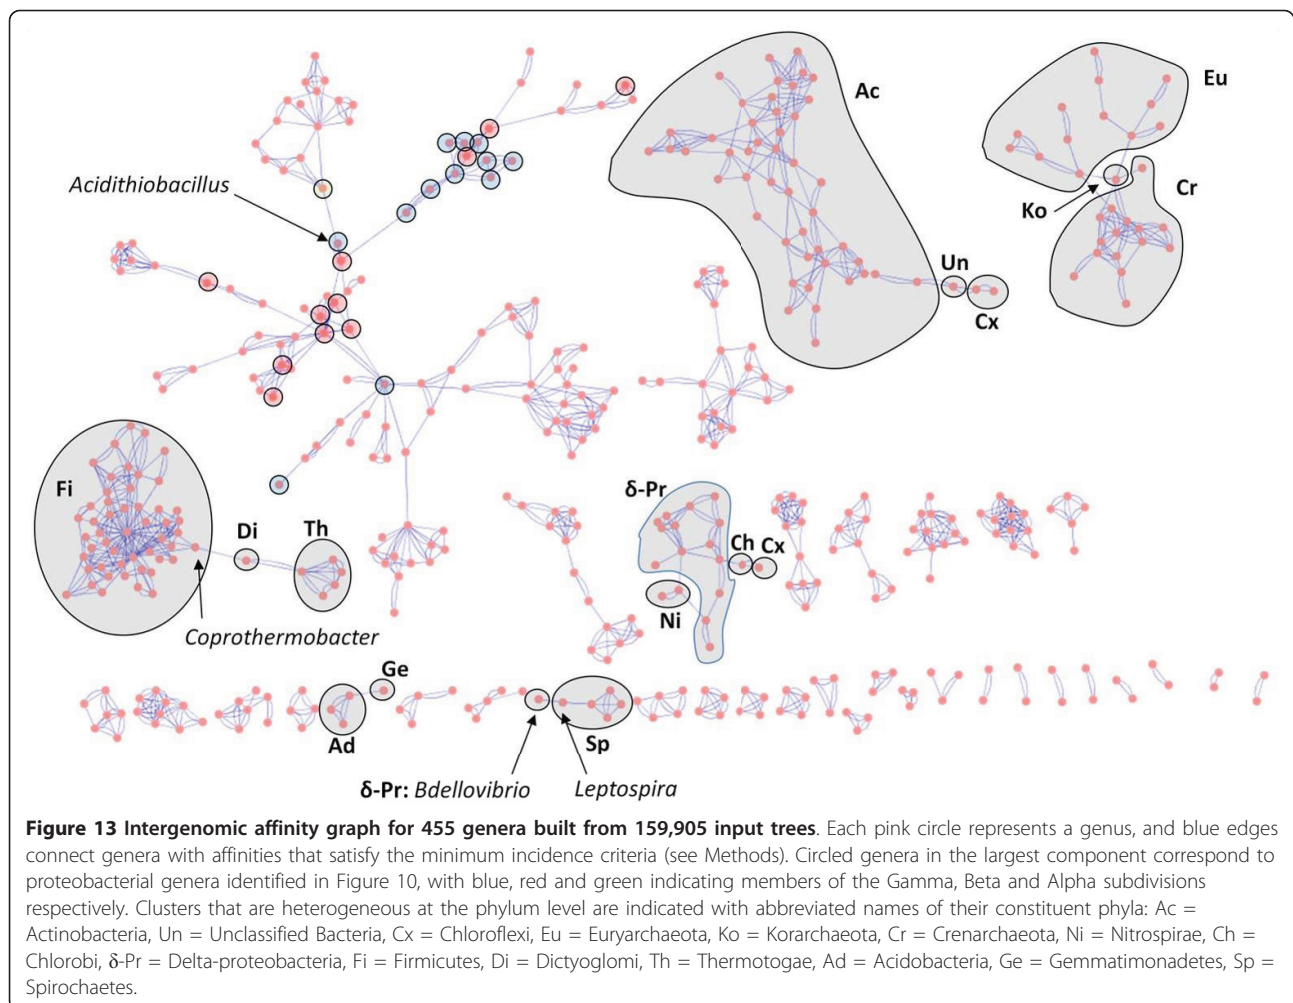 Ac
Eu
Acidithiobacillus
Ko
Cr
Un
Cx
Fi
Di
Th
δ-Pr
Ch
Cx
Ni
Coprothermobacter
Ge
Ad
Sp
δ-Pr: Bdellovibrio
Leptospira
Figure 13 Intergenomic affinity graph for 455 genera built from 159,905 input trees. Each pink circle represents a genus, and blue edges
connect genera with affinities that satisfy the minimum incidence criteria (see Methods). Circled genera in the largest component correspond to
proteobacterial genera identified in Figure 10, with blue, red and green indicating members of the Gamma, Beta and Alpha subdivisions
respectively. Clusters that are heterogeneous at the phylum level are indicated with abbreviated names of their constituent phyla: Ac =
Actinobacteria, Un = Unclassified Bacteria, Cx = Chloroflexi, Eu = Euryarchaeota, Ko = Korarchaeota, Cr = Crenarchaeota, Ni = Nitrospirae, Ch =
Chlorobi, δ-Pr = Delta-proteobacteria, Fi = Firmicutes, Di = Dictyoglomi, Th = Thermotogae, Ad = Acidobacteria, Ge = Gemmatimonadetes, Sp =
Spirochaetes.